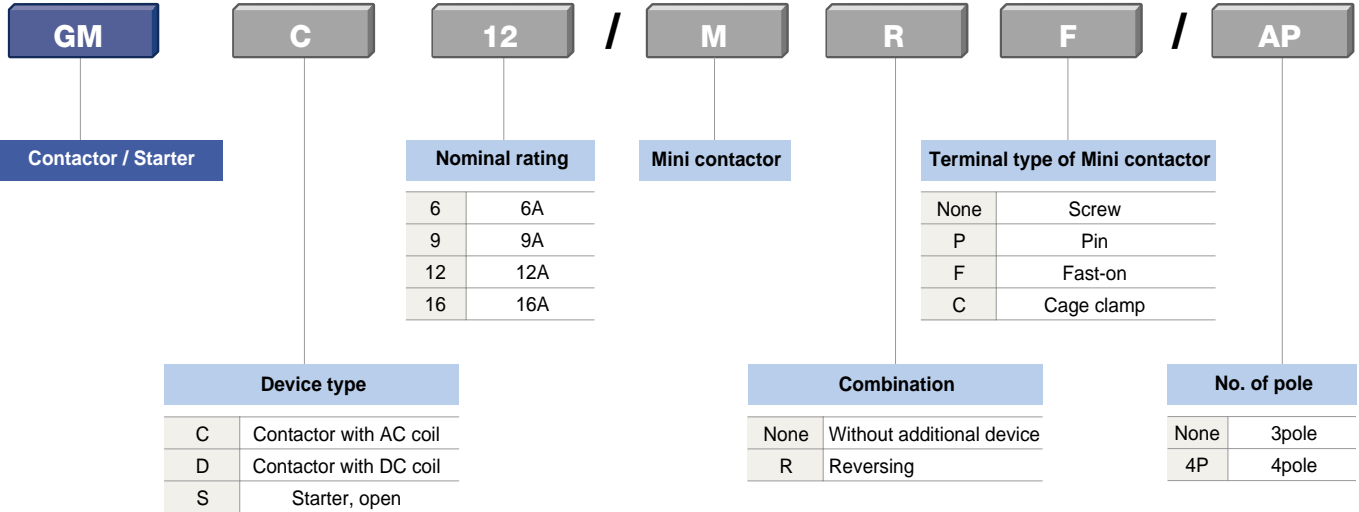 GM C 12 / M R F / AP
Contactor / Starter
Nominal rating
6 6A
9 9A
12 12A
16 16A
Mini contactor
Terminal type of Mini contactor
None Screw
P Pin
F Fast-on
C Cage clamp
Device type
C Contactor with AC coil
D Contactor with DC coil
S Starter, open
Combination
None Without additional device
R Reversing
No. of pole
None 3pole
4P 4pole